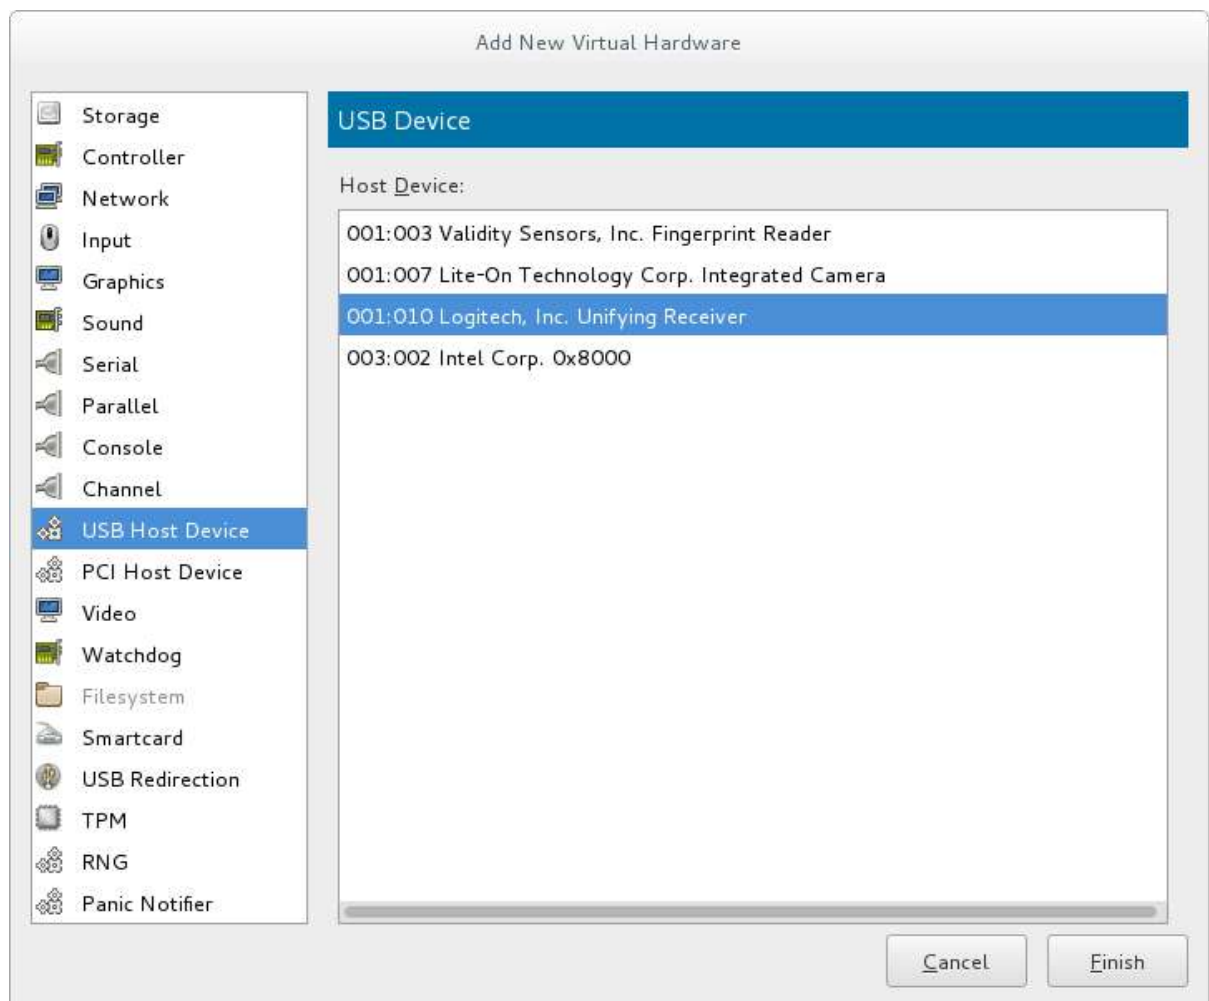 Add New Virtual Hardware
Storage
Controller
Network
Input
Graphics
Sound
Serial
Parallel
Console
Channel
USB Host Device
PCI Host Device
Video
Watchdog
Filesystem
Smartcard
USB Redirection
TPM
RNG
Panic Notifier
USB Device
Host Device:
001:003 Validity Sensors, Inc. Fingerprint Reader
001:007 Lite-On Technology Corp. Integrated Camera
001:010 Logitech, Inc. Unifying Receiver
003:002 Intel Corp. 0x8000
Cancel
Finish